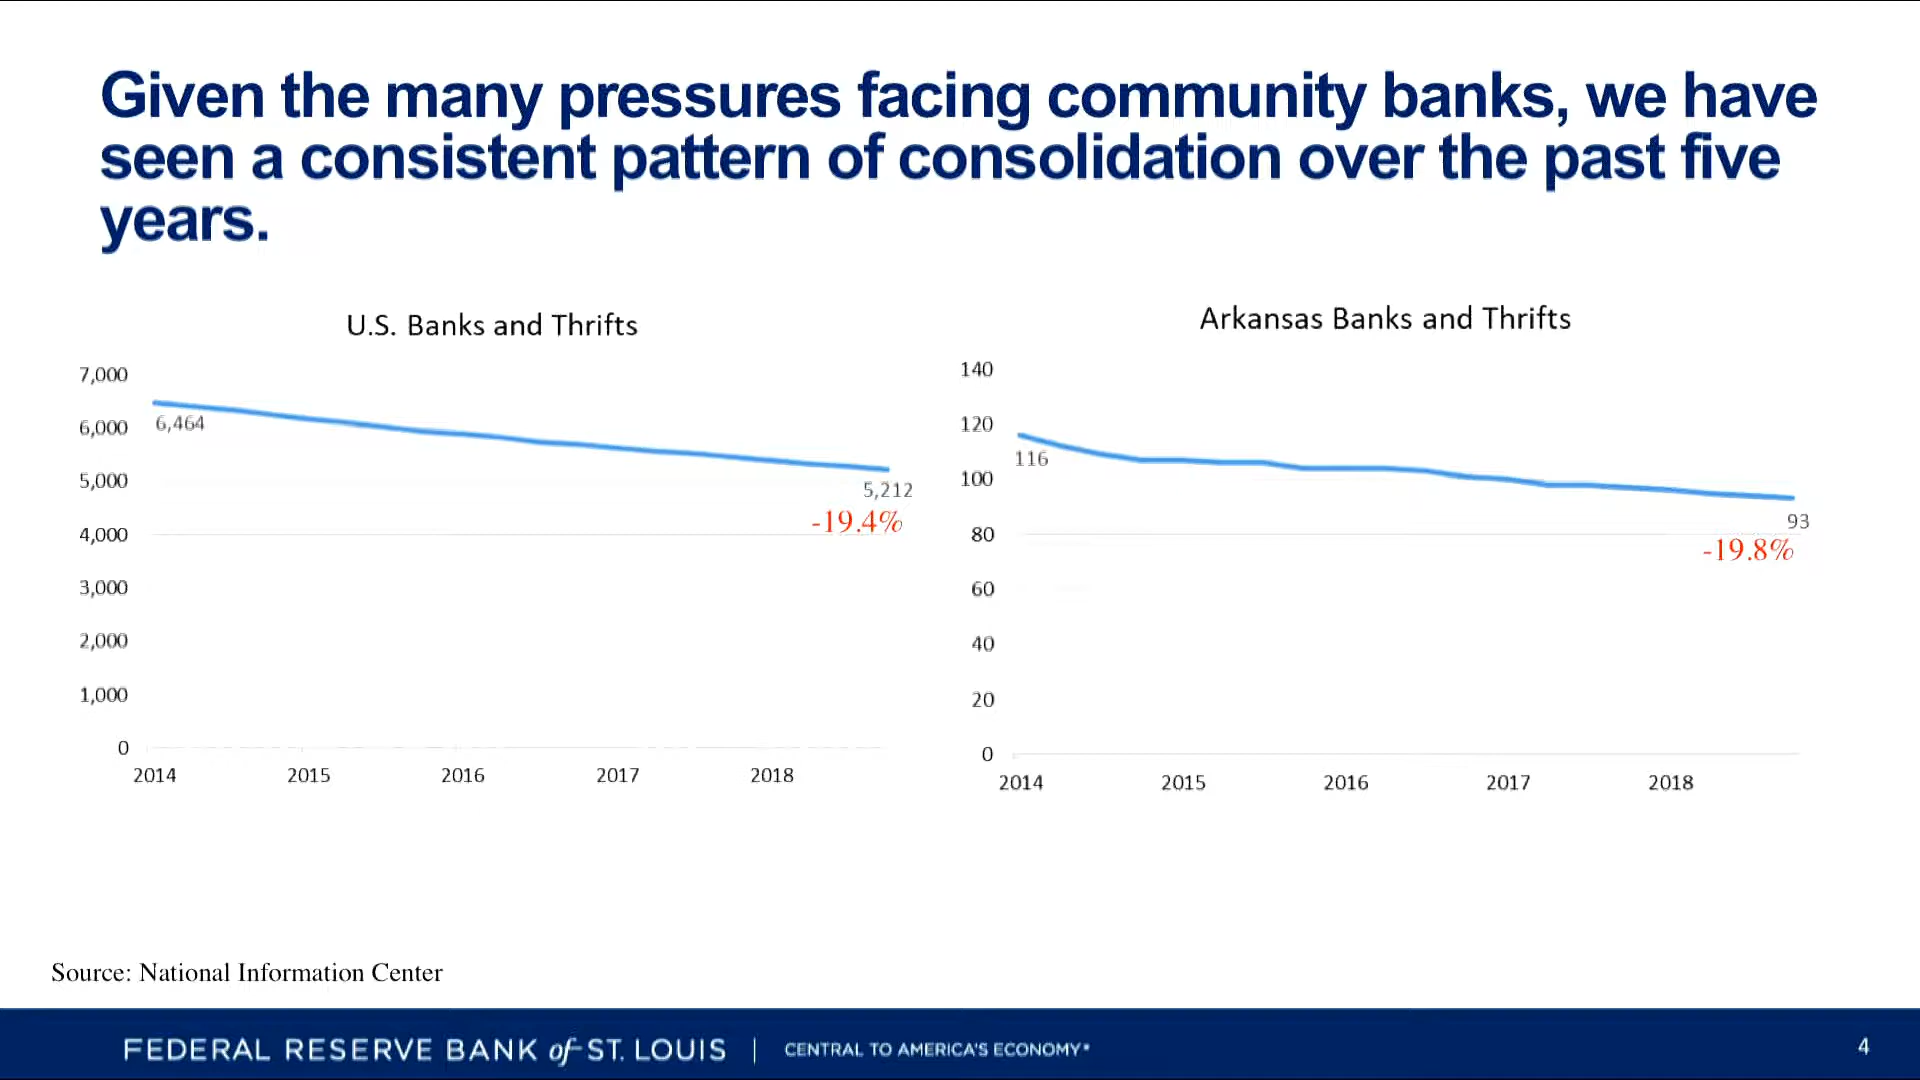 Given the many pressures facing community banks, we have
seen a consistent pattern of consolidation over the past five
years.
U.S. Banks and Thrifts
7,000
6,000
5,000
4,000
3,000
2,000
1,000
0
6,464
5,212
-19.4%
2014 2015 2016 2017 2018
Arkansas Banks and Thrifts
140
120
100
80
60
40
20
0
116
93
-19.8%
2014 2015 2016 2017 2018
Source: National Information Center
FEDERAL RESERVE BANK of ST. LOUIS | CENTRAL TO AMERICA'S ECONOMY®
4